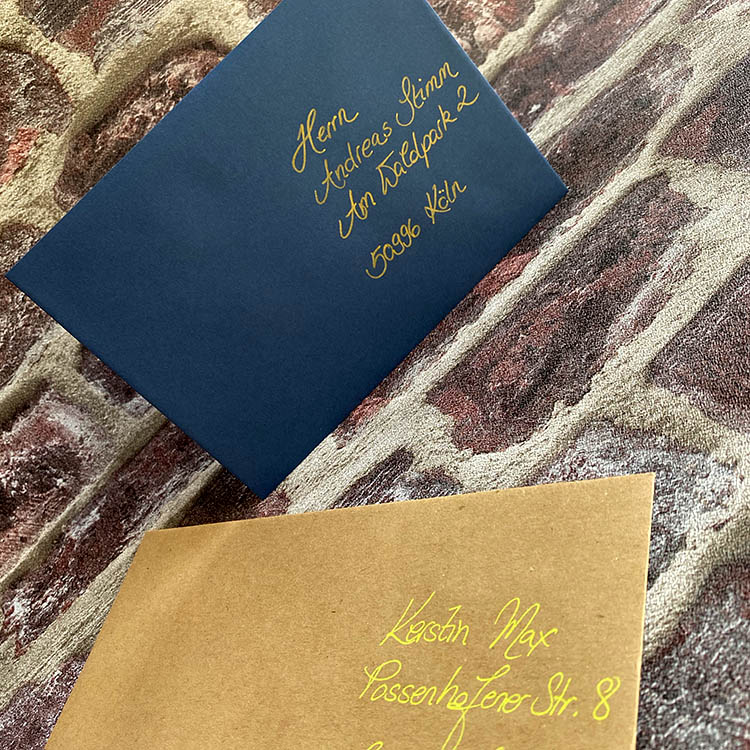 Herrn
Andreas Stimm
Am Waldpark 2
50996 Köln
Kerstin Max
Possenhofener Str. 8